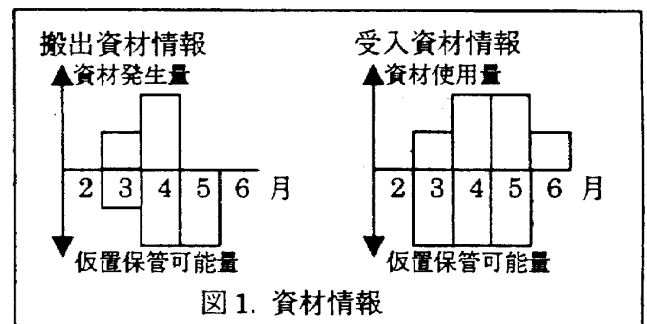 搬出資材情報
資材発生量
2 3 4 5 6 月
仮置保管可能量
受入資材情報
資材使用量
2 3 4 5 6 月
仮置保管可能量
図1. 資材情報